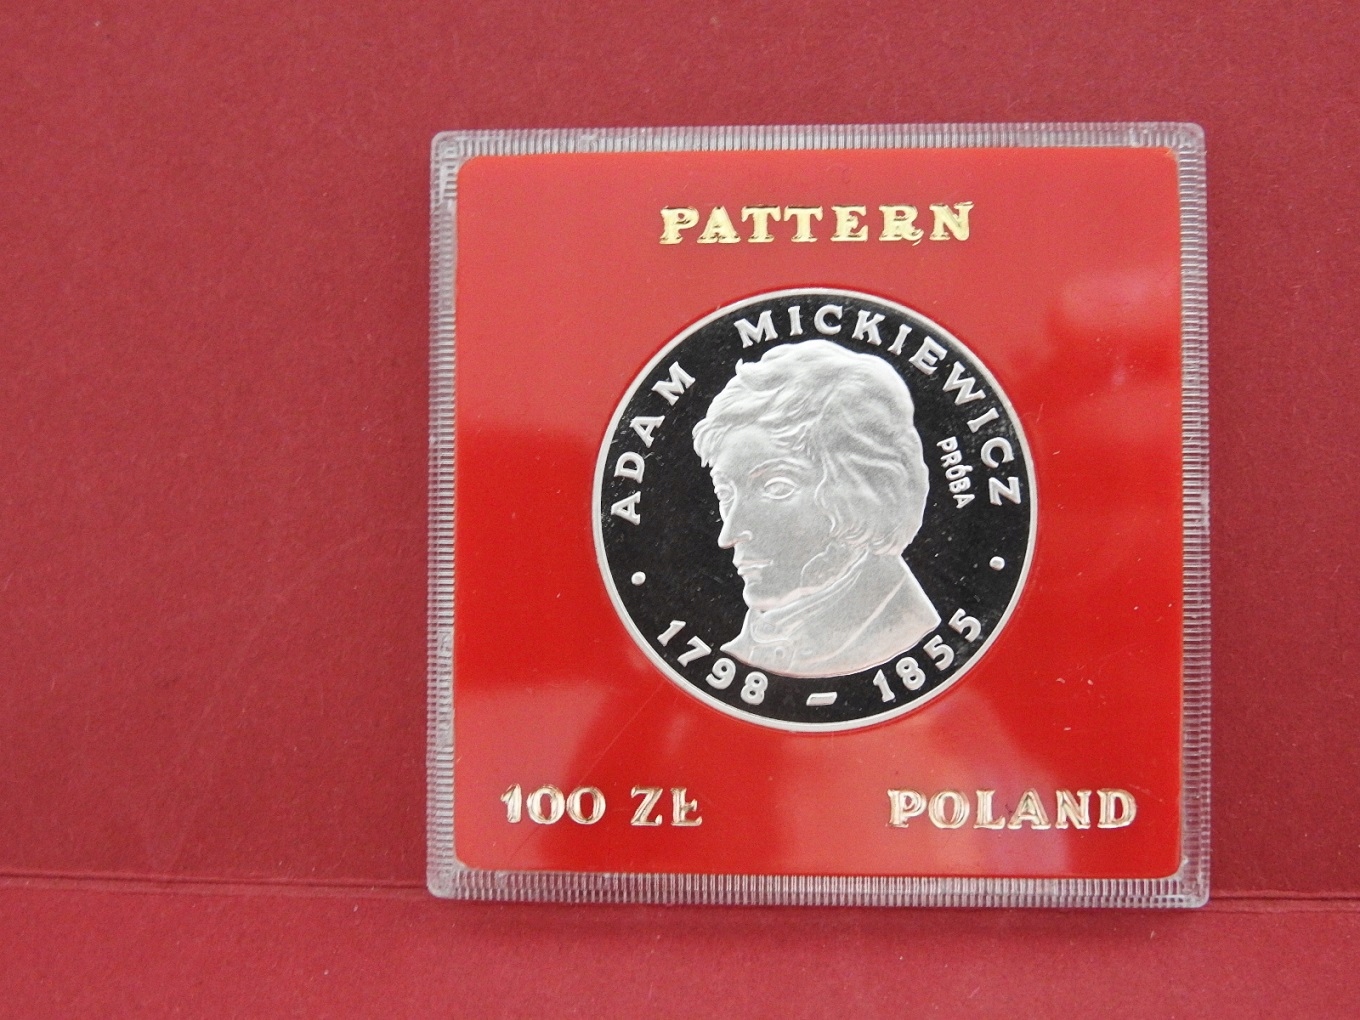 PATTERN
ADAM MICKIEWICZ
PRÓBA
• 1798 – 1855 •
100 ZŁ
POLAND